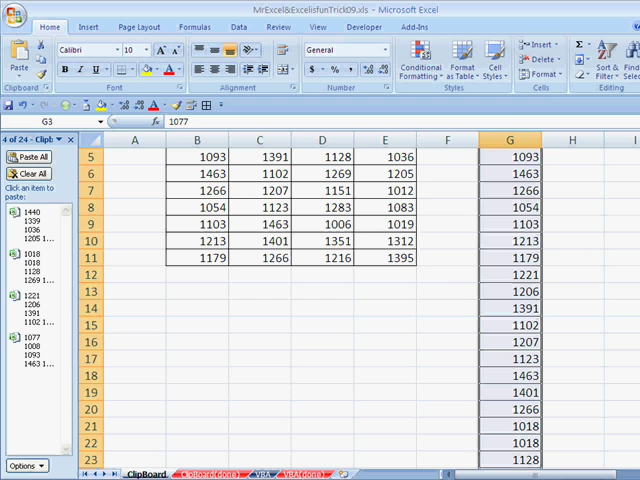 MrExcel&ExcelisfunTrick09.xls - Microsoft Excel
Home Insert Page Layout Formulas Data Review View Developer Add-Ins
Paste
Calibri 10
B I U
General
$ % ,
Conditional Formatting
Format as Table
Cell Styles
Insert
Delete
Format
Sort & Filter
Find & Select
Clipboard Font Alignment Number Styles Cells Editing
G3 fx 1077
4 of 24 - Clipb
Paste All
Clear All
Click an item to paste:
1440
1339
1036
1205 1...
1018
1018
1128
1269 1...
1221
1206
1391
1102 1...
1077
1008
1093
1463 1...
Options
A B C D E F G H I
5 1093 1391 1128 1036 1093
6 1463 1102 1269 1205 1463
7 1266 1207 1151 1012 1266
8 1054 1123 1283 1083 1054
9 1103 1463 1006 1019 1103
10 1213 1401 1351 1312 1213
11 1179 1266 1216 1395 1179
12 1221
13 1206
14 1391
15 1102
16 1207
17 1123
18 1463
19 1401
20 1266
21 1018
22 1018
23 1128
ClipBoard ClipBoard(done) VBA VBA(done)